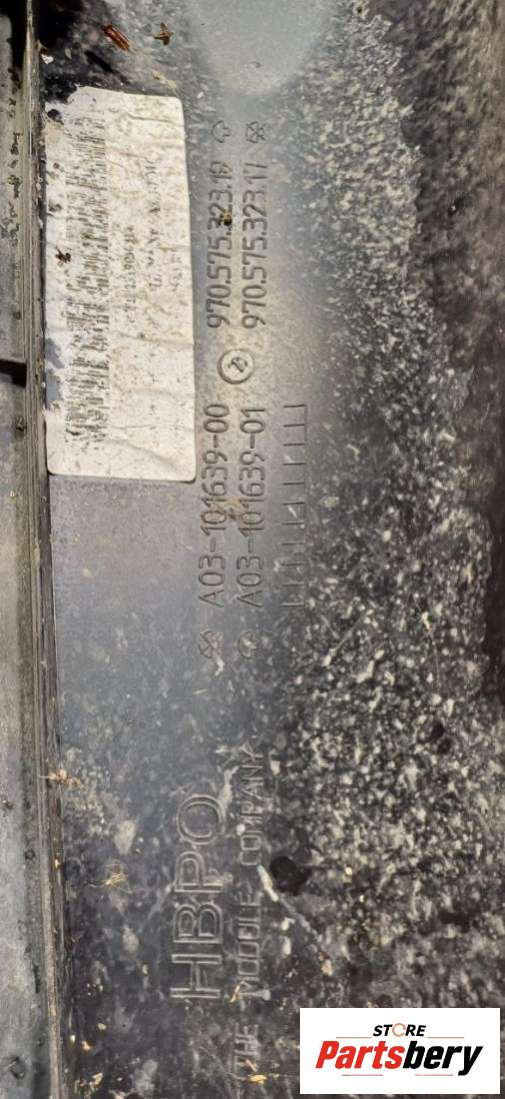 970.575.323.19
970.575.323.17
A03-101639-00
A03-101639-01
HBPO
THE MODULE COMPANY
STORE
Partsbery